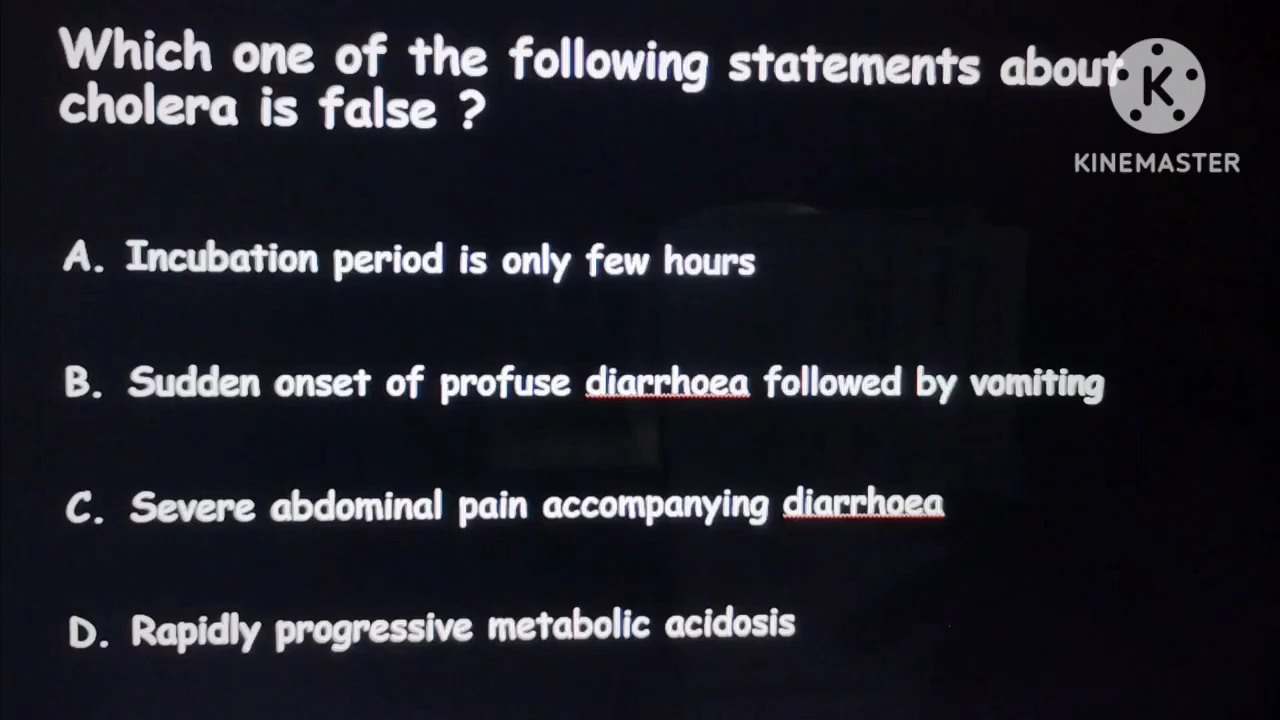 Which one of the following statements about
cholera is false ?
KINEMASTER
A. Incubation period is only few hours
B. Sudden onset of profuse diarrhoea followed by vomiting
C. Severe abdominal pain accompanying diarrhoea
D. Rapidly progressive metabolic acidosis